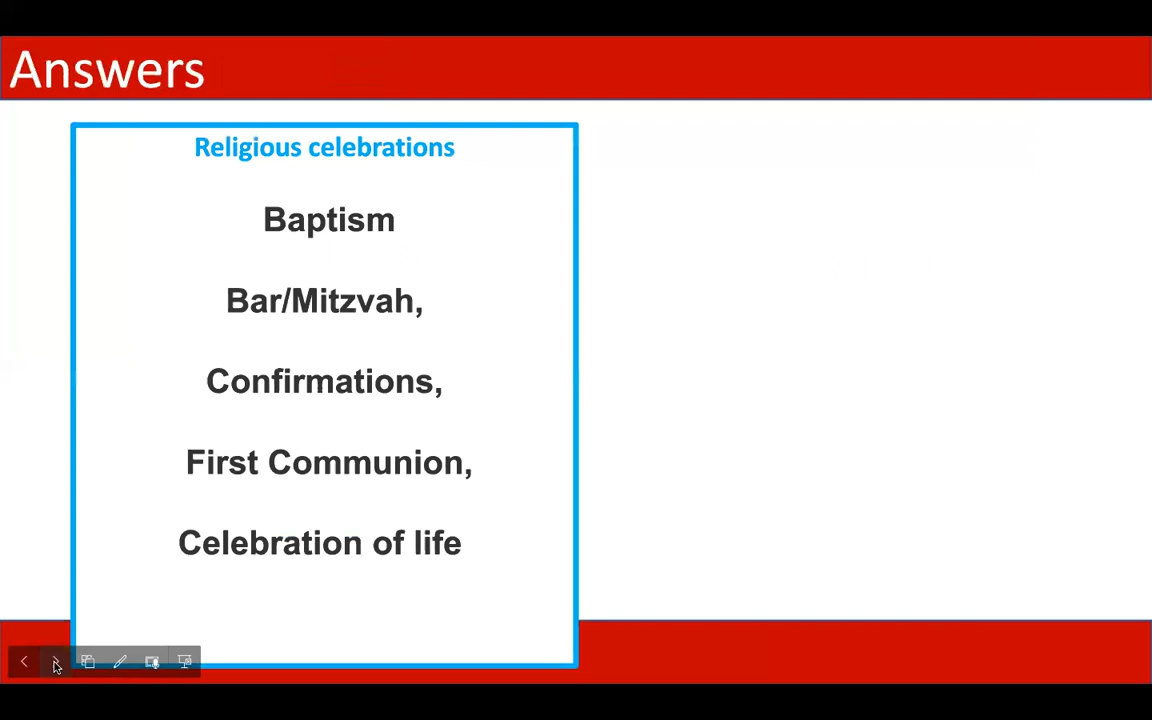 Answers
Religious celebrations
Baptism
Bar/Mitzvah,
Confirmations,
First Communion,
Celebration of life